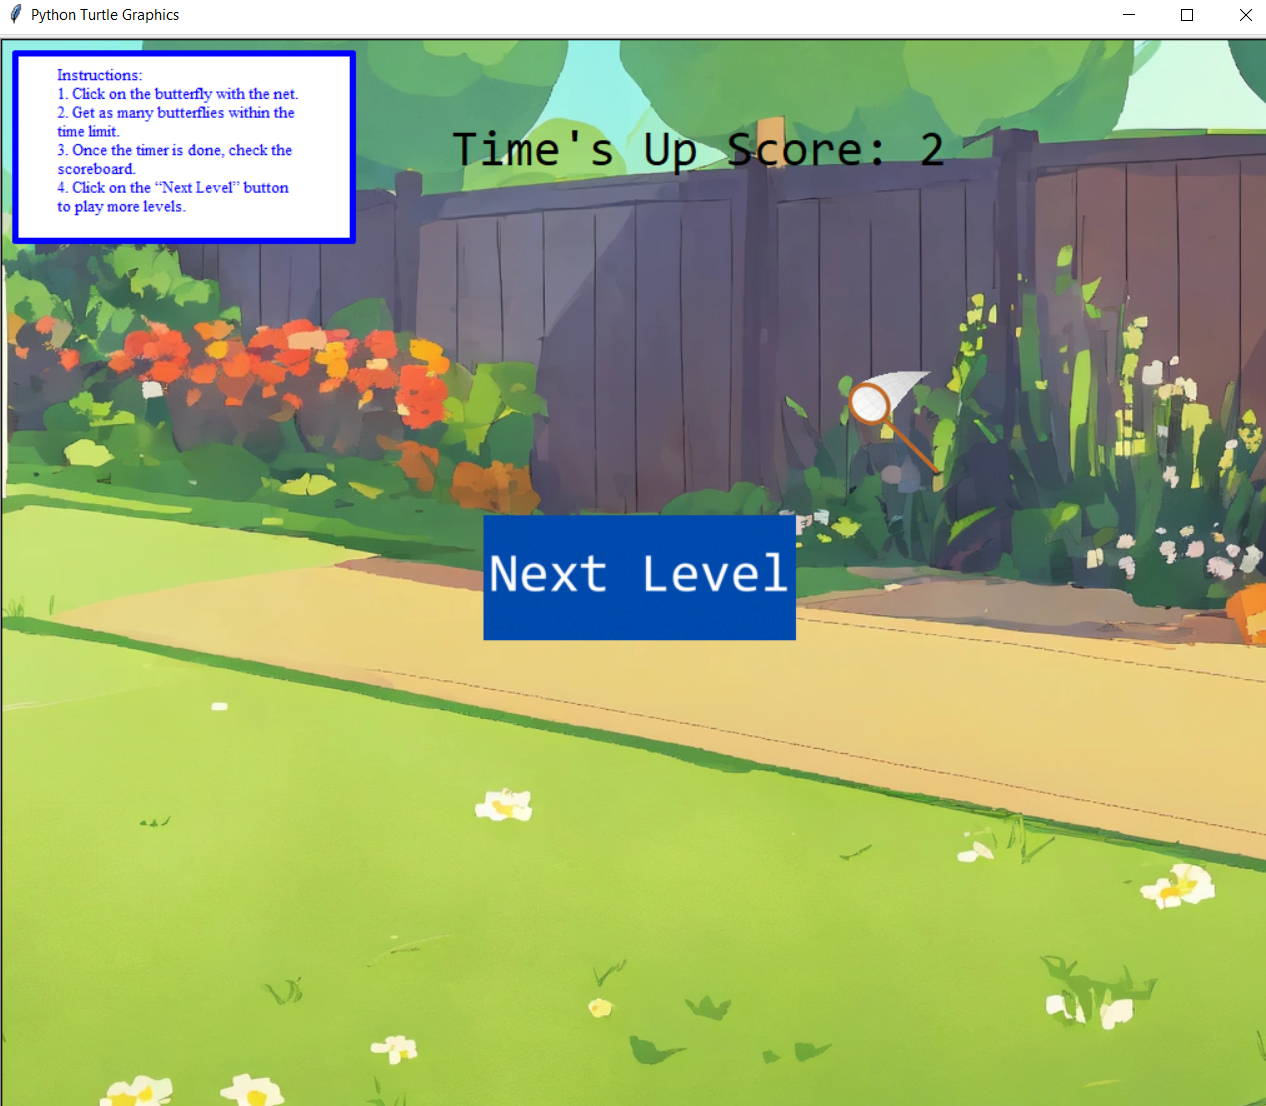 Python Turtle Graphics
Instructions:
1. Click on the butterfly with the net.
2. Get as many butterflies within the
time limit.
3. Once the timer is done, check the
scoreboard.
4. Click on the “Next Level” button
to play more levels.
Time's Up Score: 2
Next Level